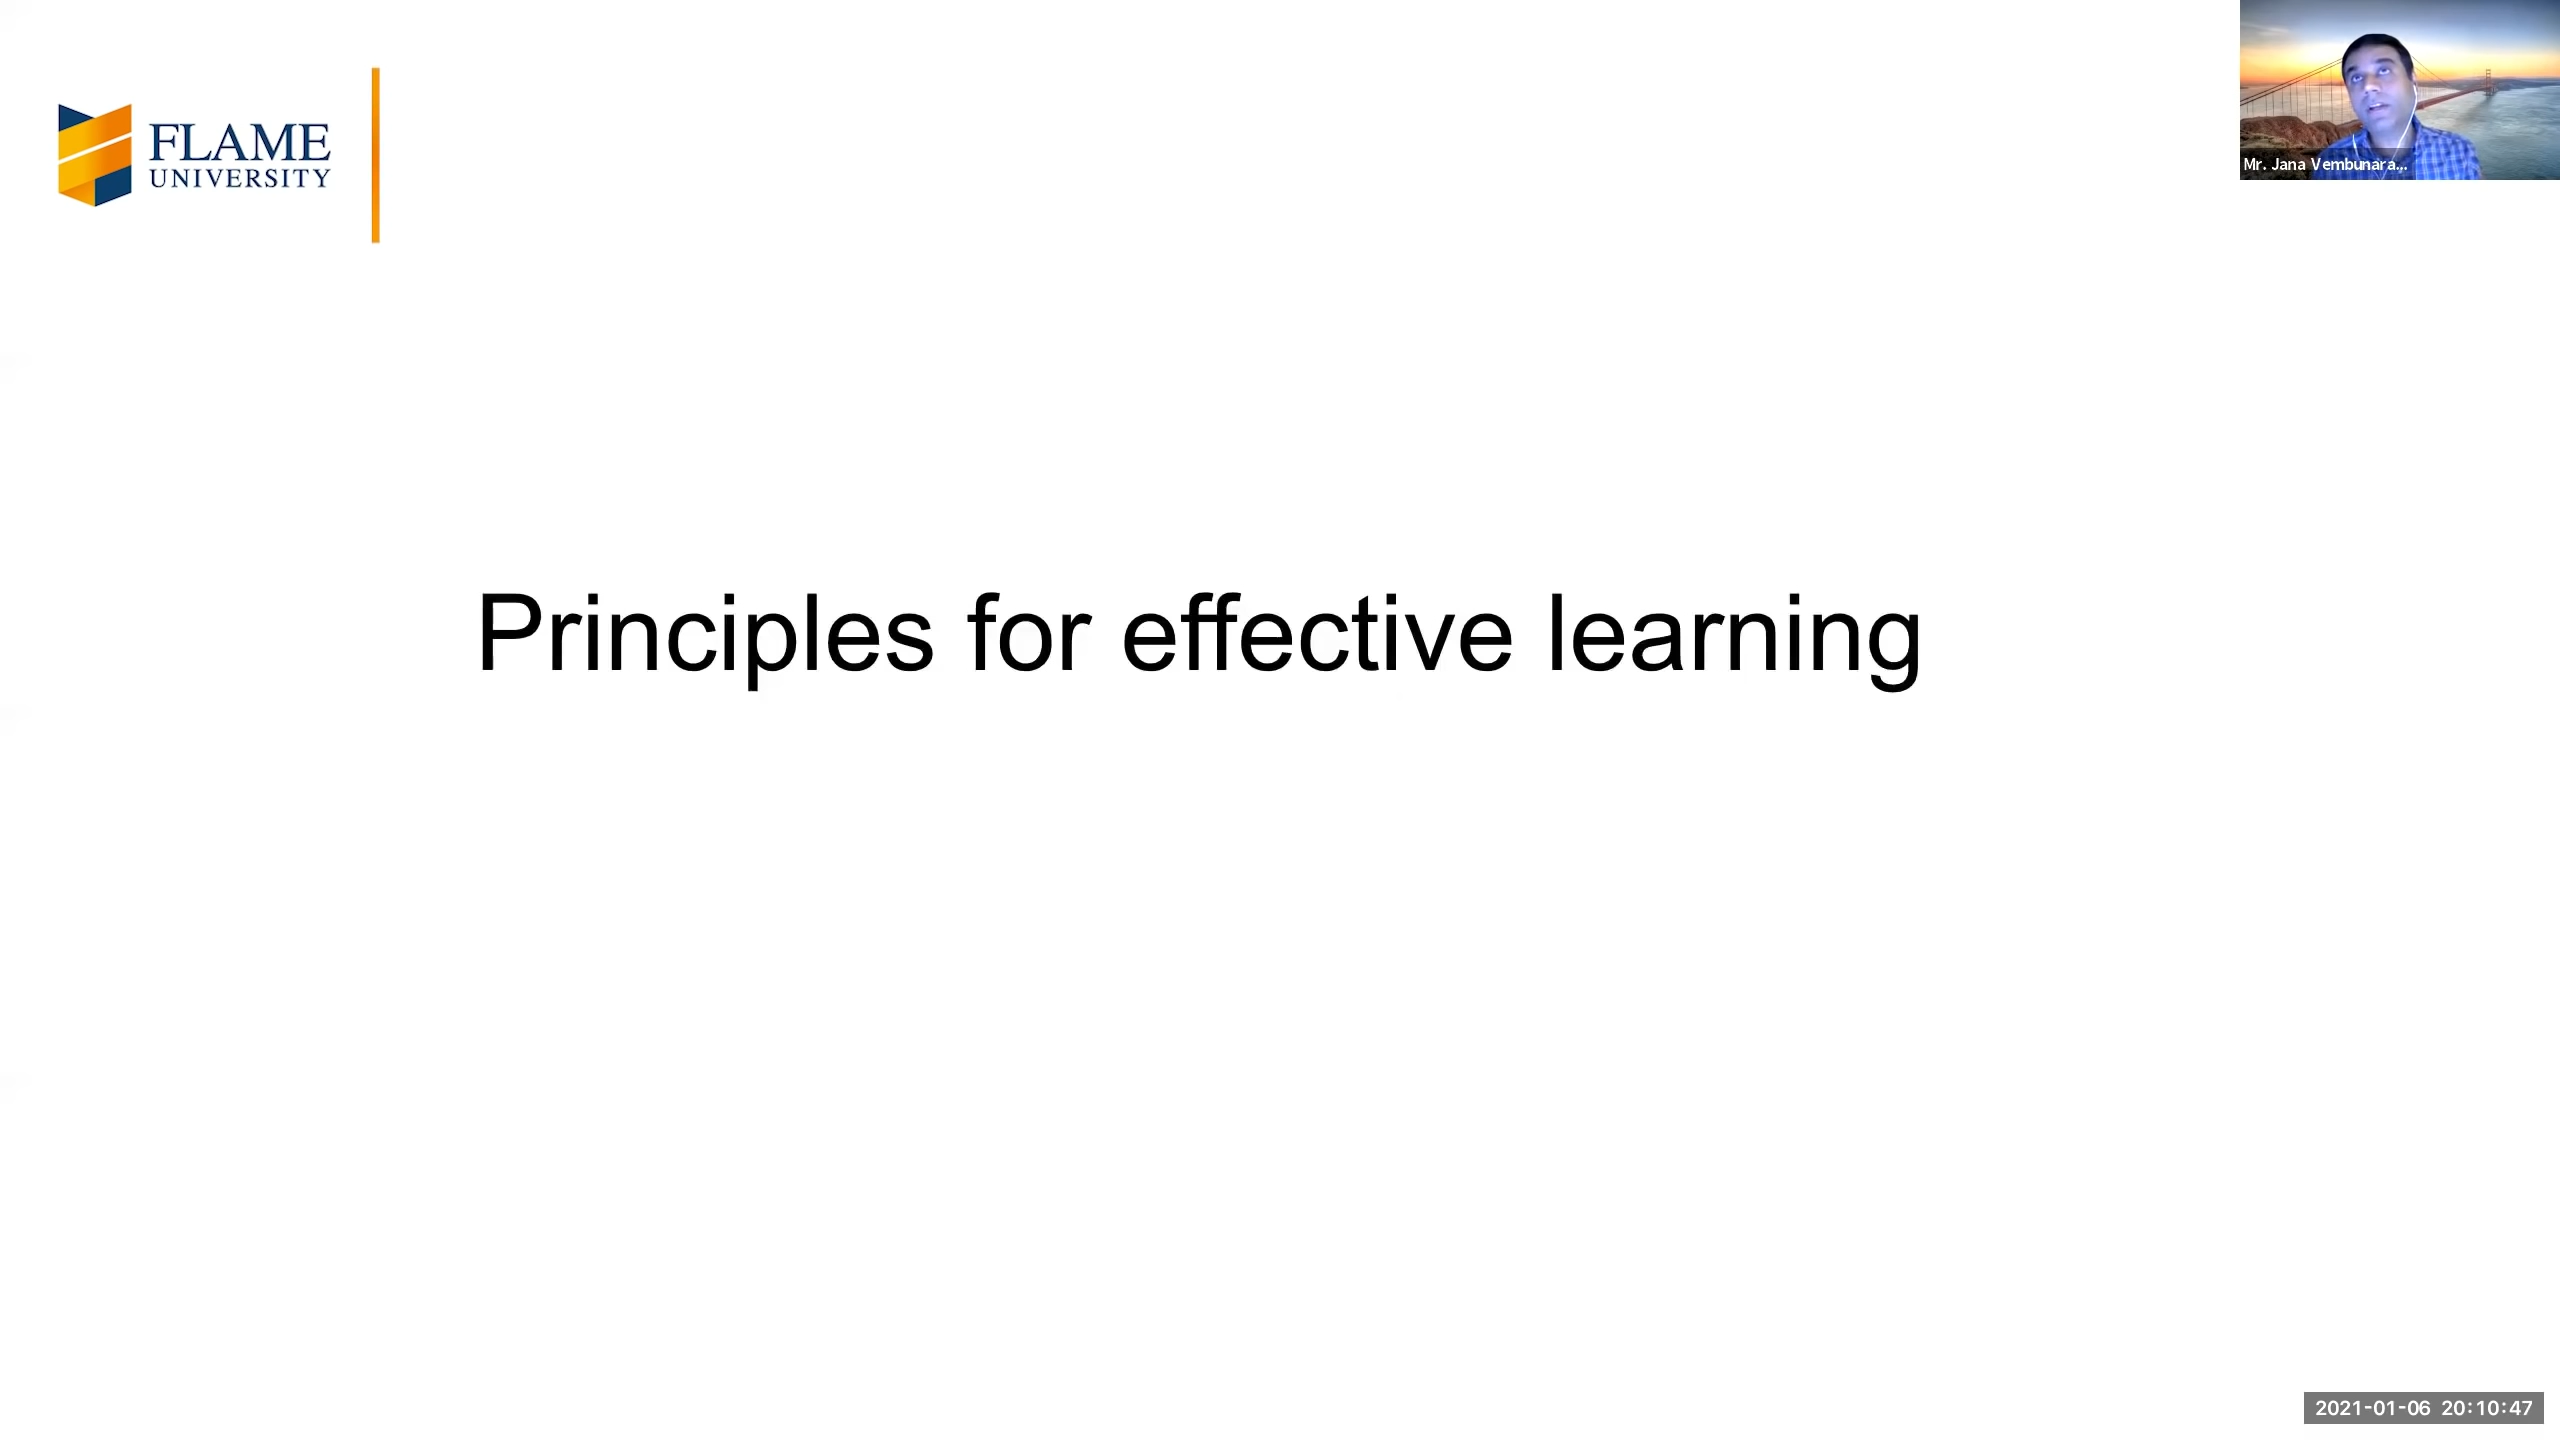 FLAME
UNIVERSITY
Mr. Jana Vembunara...
Principles for effective learning
2021-01-06 20:10:47